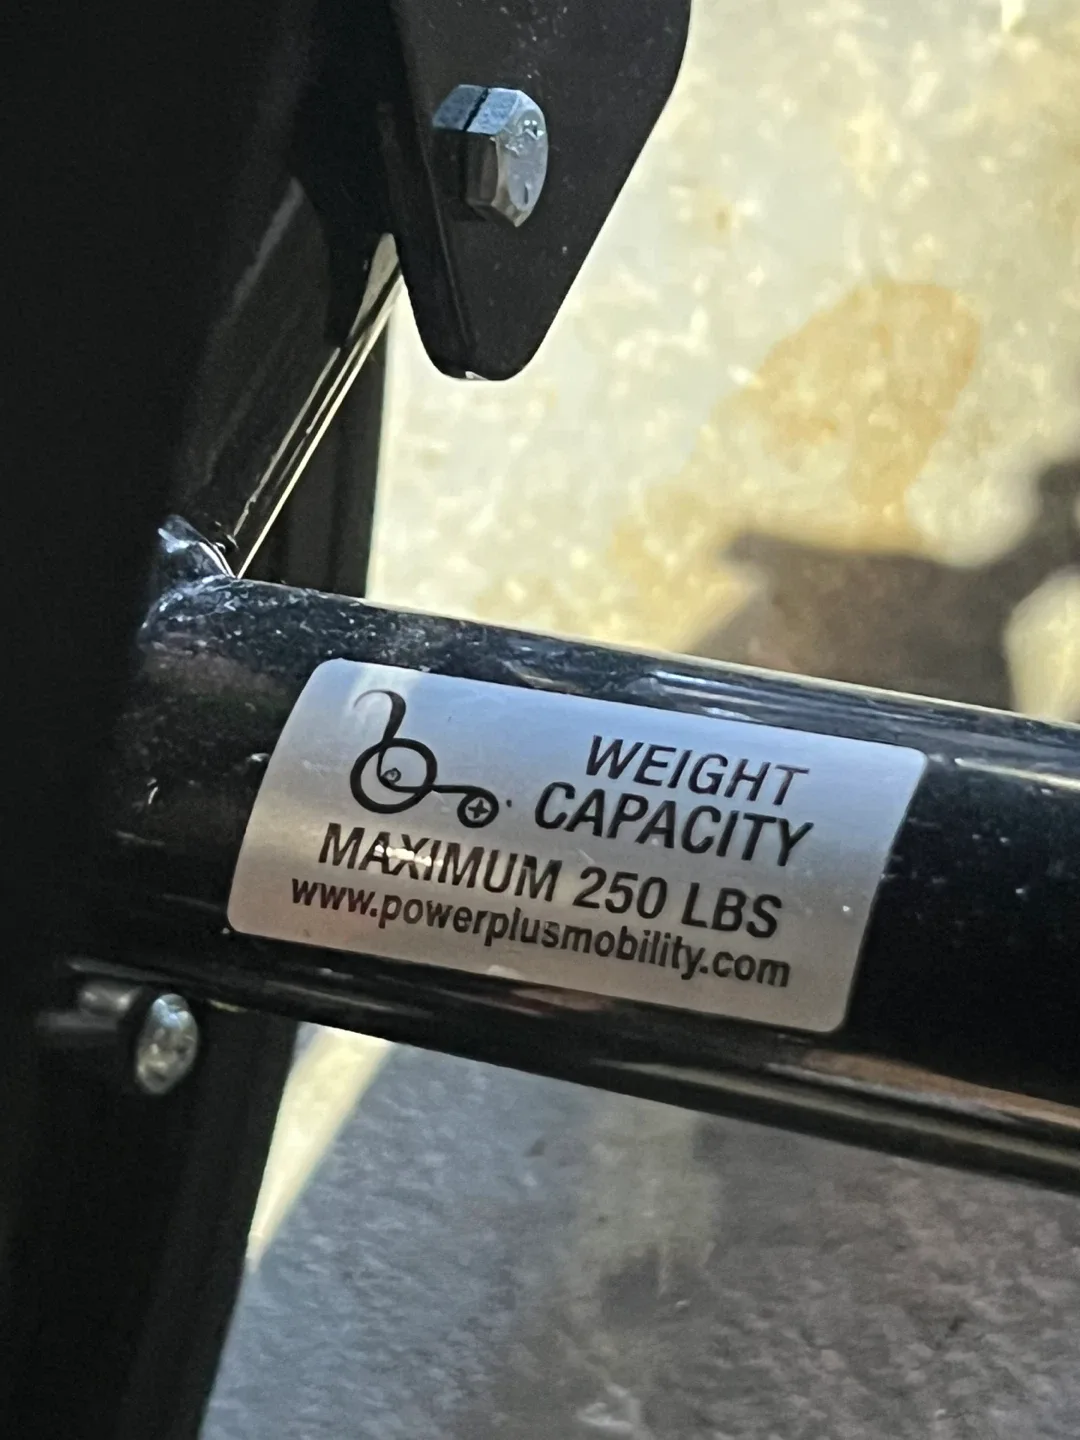 WEIGHT
CAPACITY
MAXIMUM 250 LBS
www.powerplusmobility.com